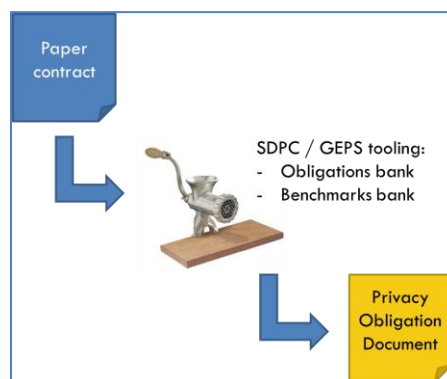 Paper
contract
SDPC / GEPS tooling:
- Obligations bank
- Benchmarks bank
Privacy
Obligation
Document